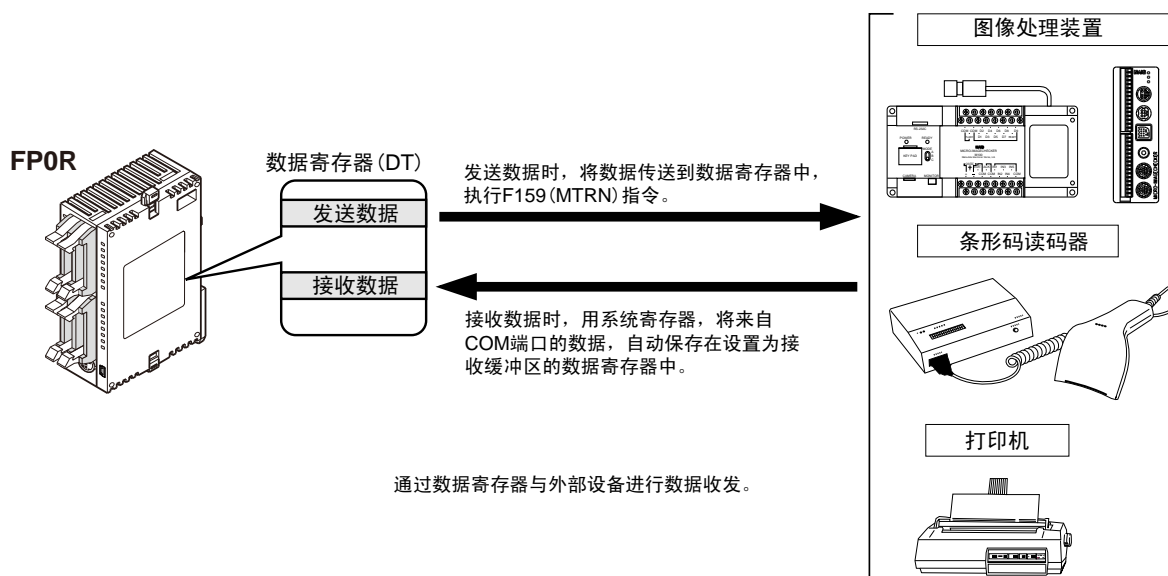 FP0R
数据寄存器(DT)
发送数据
接收数据
发送数据时，将数据传送到数据寄存器中，
执行F159(MTRN)指令。
接收数据时，用系统寄存器，将来自
COM端口的数据，自动保存在设置为接
收缓冲区的数据寄存器中。
通过数据寄存器与外部设备进行数据收发。
图像处理装置
条形码读码器
打印机